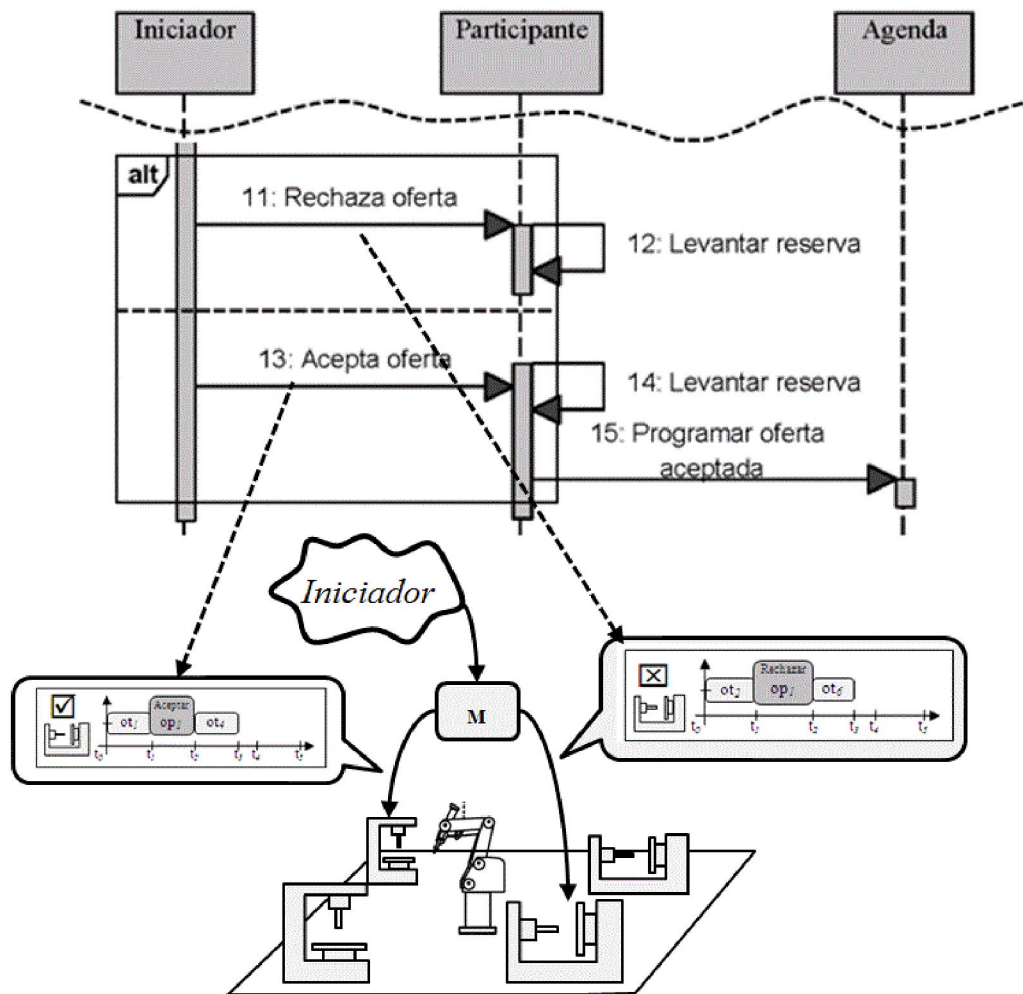 Iniciador
Participante
Agenda
alt
11: Rechaza oferta
12: Levantar reserva
13: Acepta oferta
14: Levantar reserva
15: Programar oferta
aceptada
Iniciador
M
Aceptar
ot1 op1 ot4
t0 t1 t2 t3 t4 t5
Rechazar
ot2 op1 ot6
t0 t1 t2 t3 t4 t5